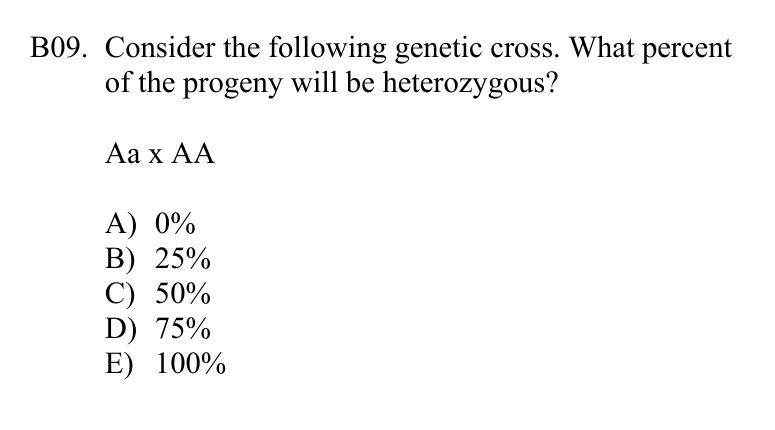 B09. Consider the following genetic cross. What percent
of the progeny will be heterozygous?
Aa x AA
A) 0%
B) 25%
C) 50%
D) 75%
E) 100%